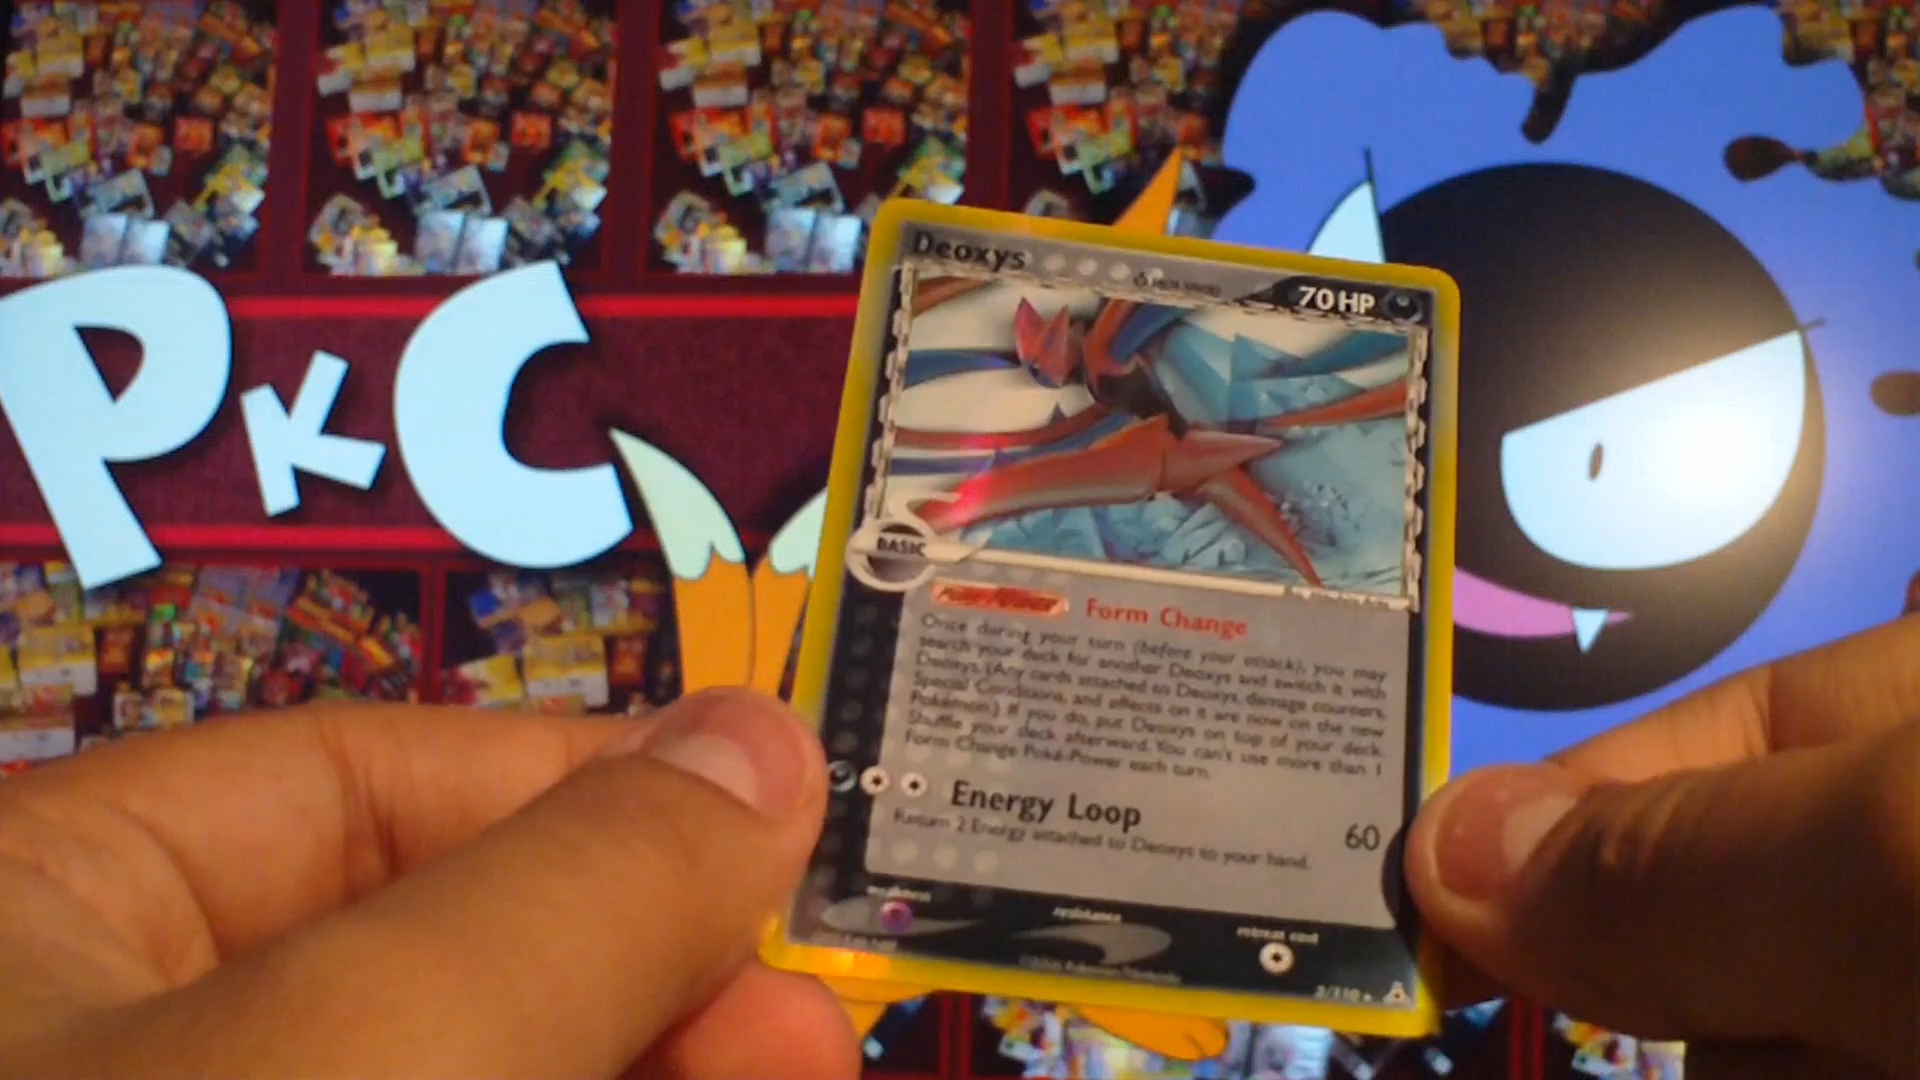 PKC
Deoxys
70 HP
BASIC
Poké-POWER Form Change
Once during your turn (before your attack), you may
search your deck for another Deoxys and switch it with
Deoxys. (Any cards attached to Deoxys, damage counters,
Special Conditions, and effects on it are now on the new
Pokémon.) If you do, put Deoxys on top of your deck.
Shuffle your deck afterward. You can't use more than 1
Form Change Poké-Power each turn.
Energy Loop 60
Return 2 Energy attached to Deoxys to your hand.
weakness resistance retreat cost
3/110